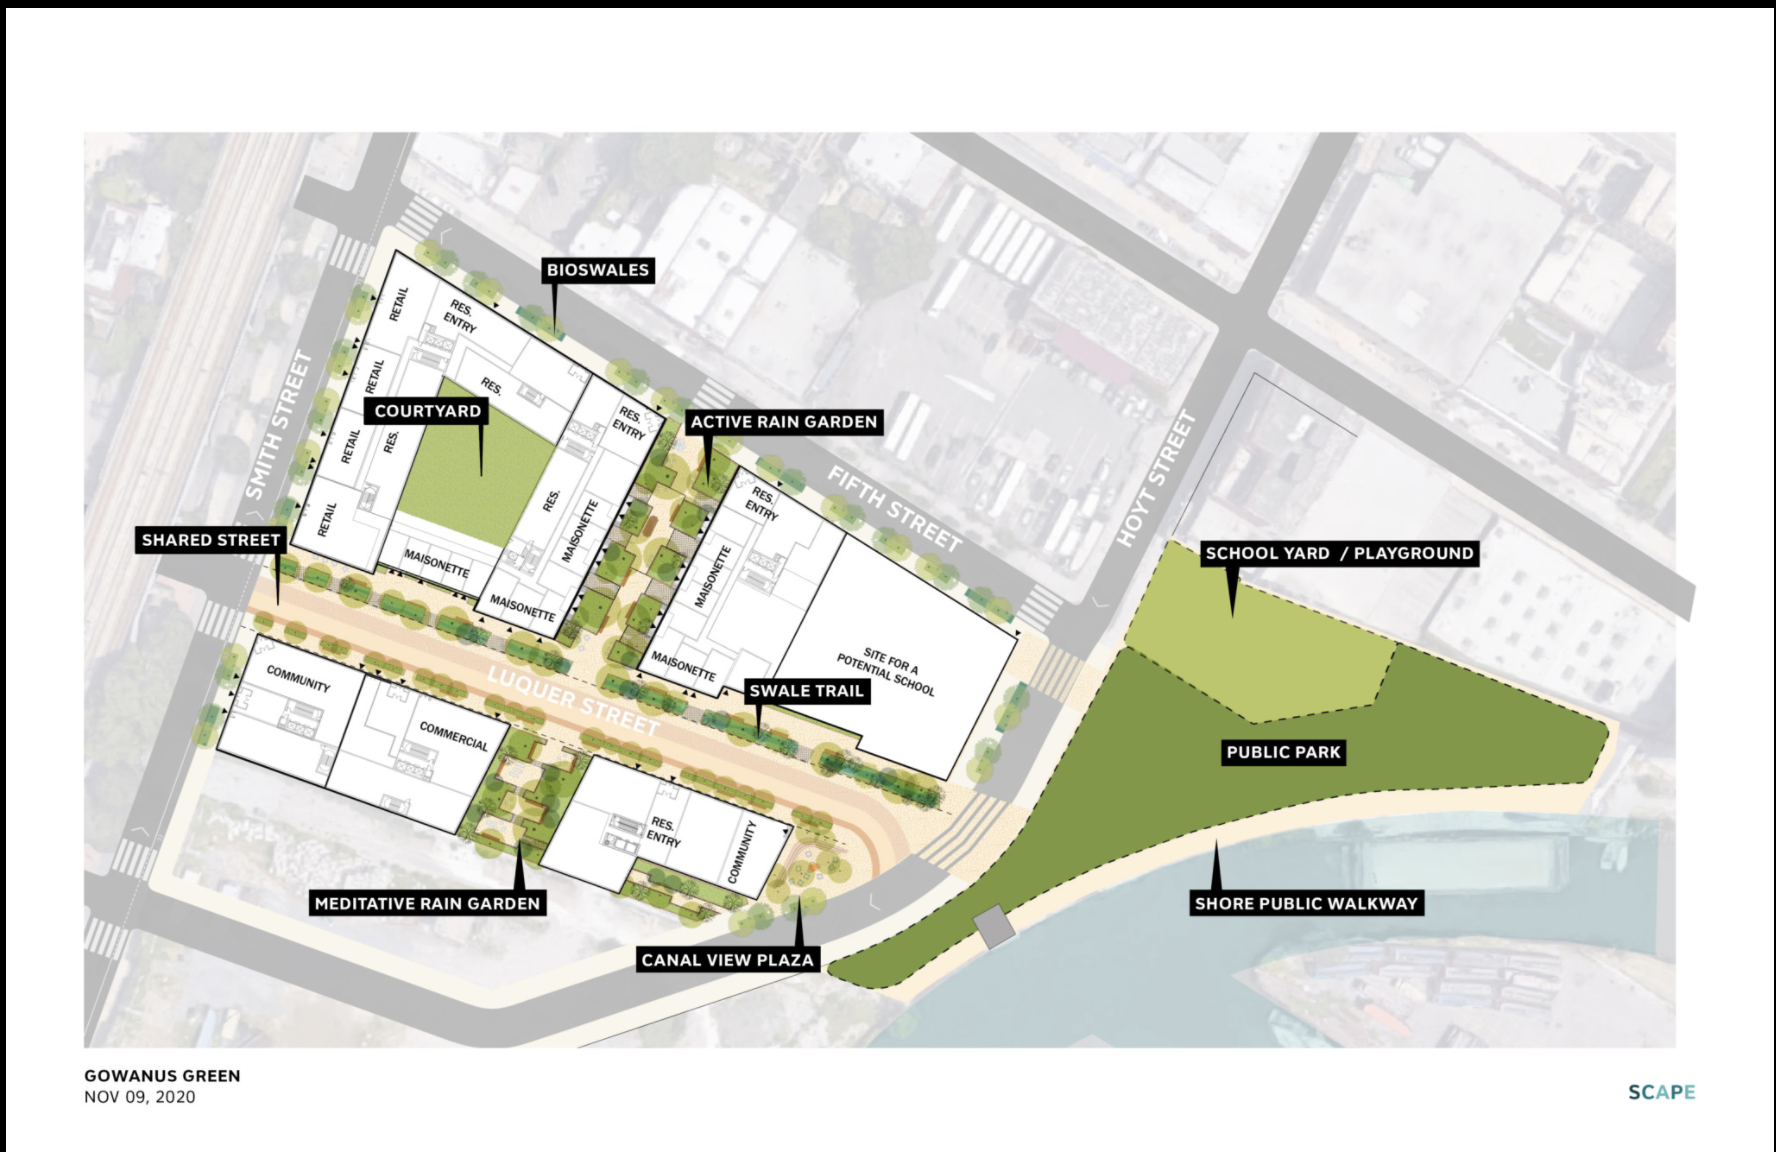 BIOSWALES
RETAIL
RES.
ENTRY
RETAIL
RES.
COURTYARD
RES.
ENTRY
ACTIVE RAIN GARDEN
SMITH STREET
RETAIL
RES.
RES.
ENTRY
FIFTH STREET
HOYT STREET
RETAIL
RES.
MAISONETTE
SHARED STREET
MAISONETTE
MAISONETTE
MAISONETTE
SCHOOL YARD / PLAYGROUND
MAISONETTE
SITE FOR A
POTENTIAL SCHOOL
COMMUNITY
LUQUER STREET
SWALE TRAIL
COMMERCIAL
PUBLIC PARK
RES.
ENTRY
COMMUNITY
MEDITATIVE RAIN GARDEN
SHORE PUBLIC WALKWAY
CANAL VIEW PLAZA
GOWANUS GREEN
NOV 09, 2020
SCAPE